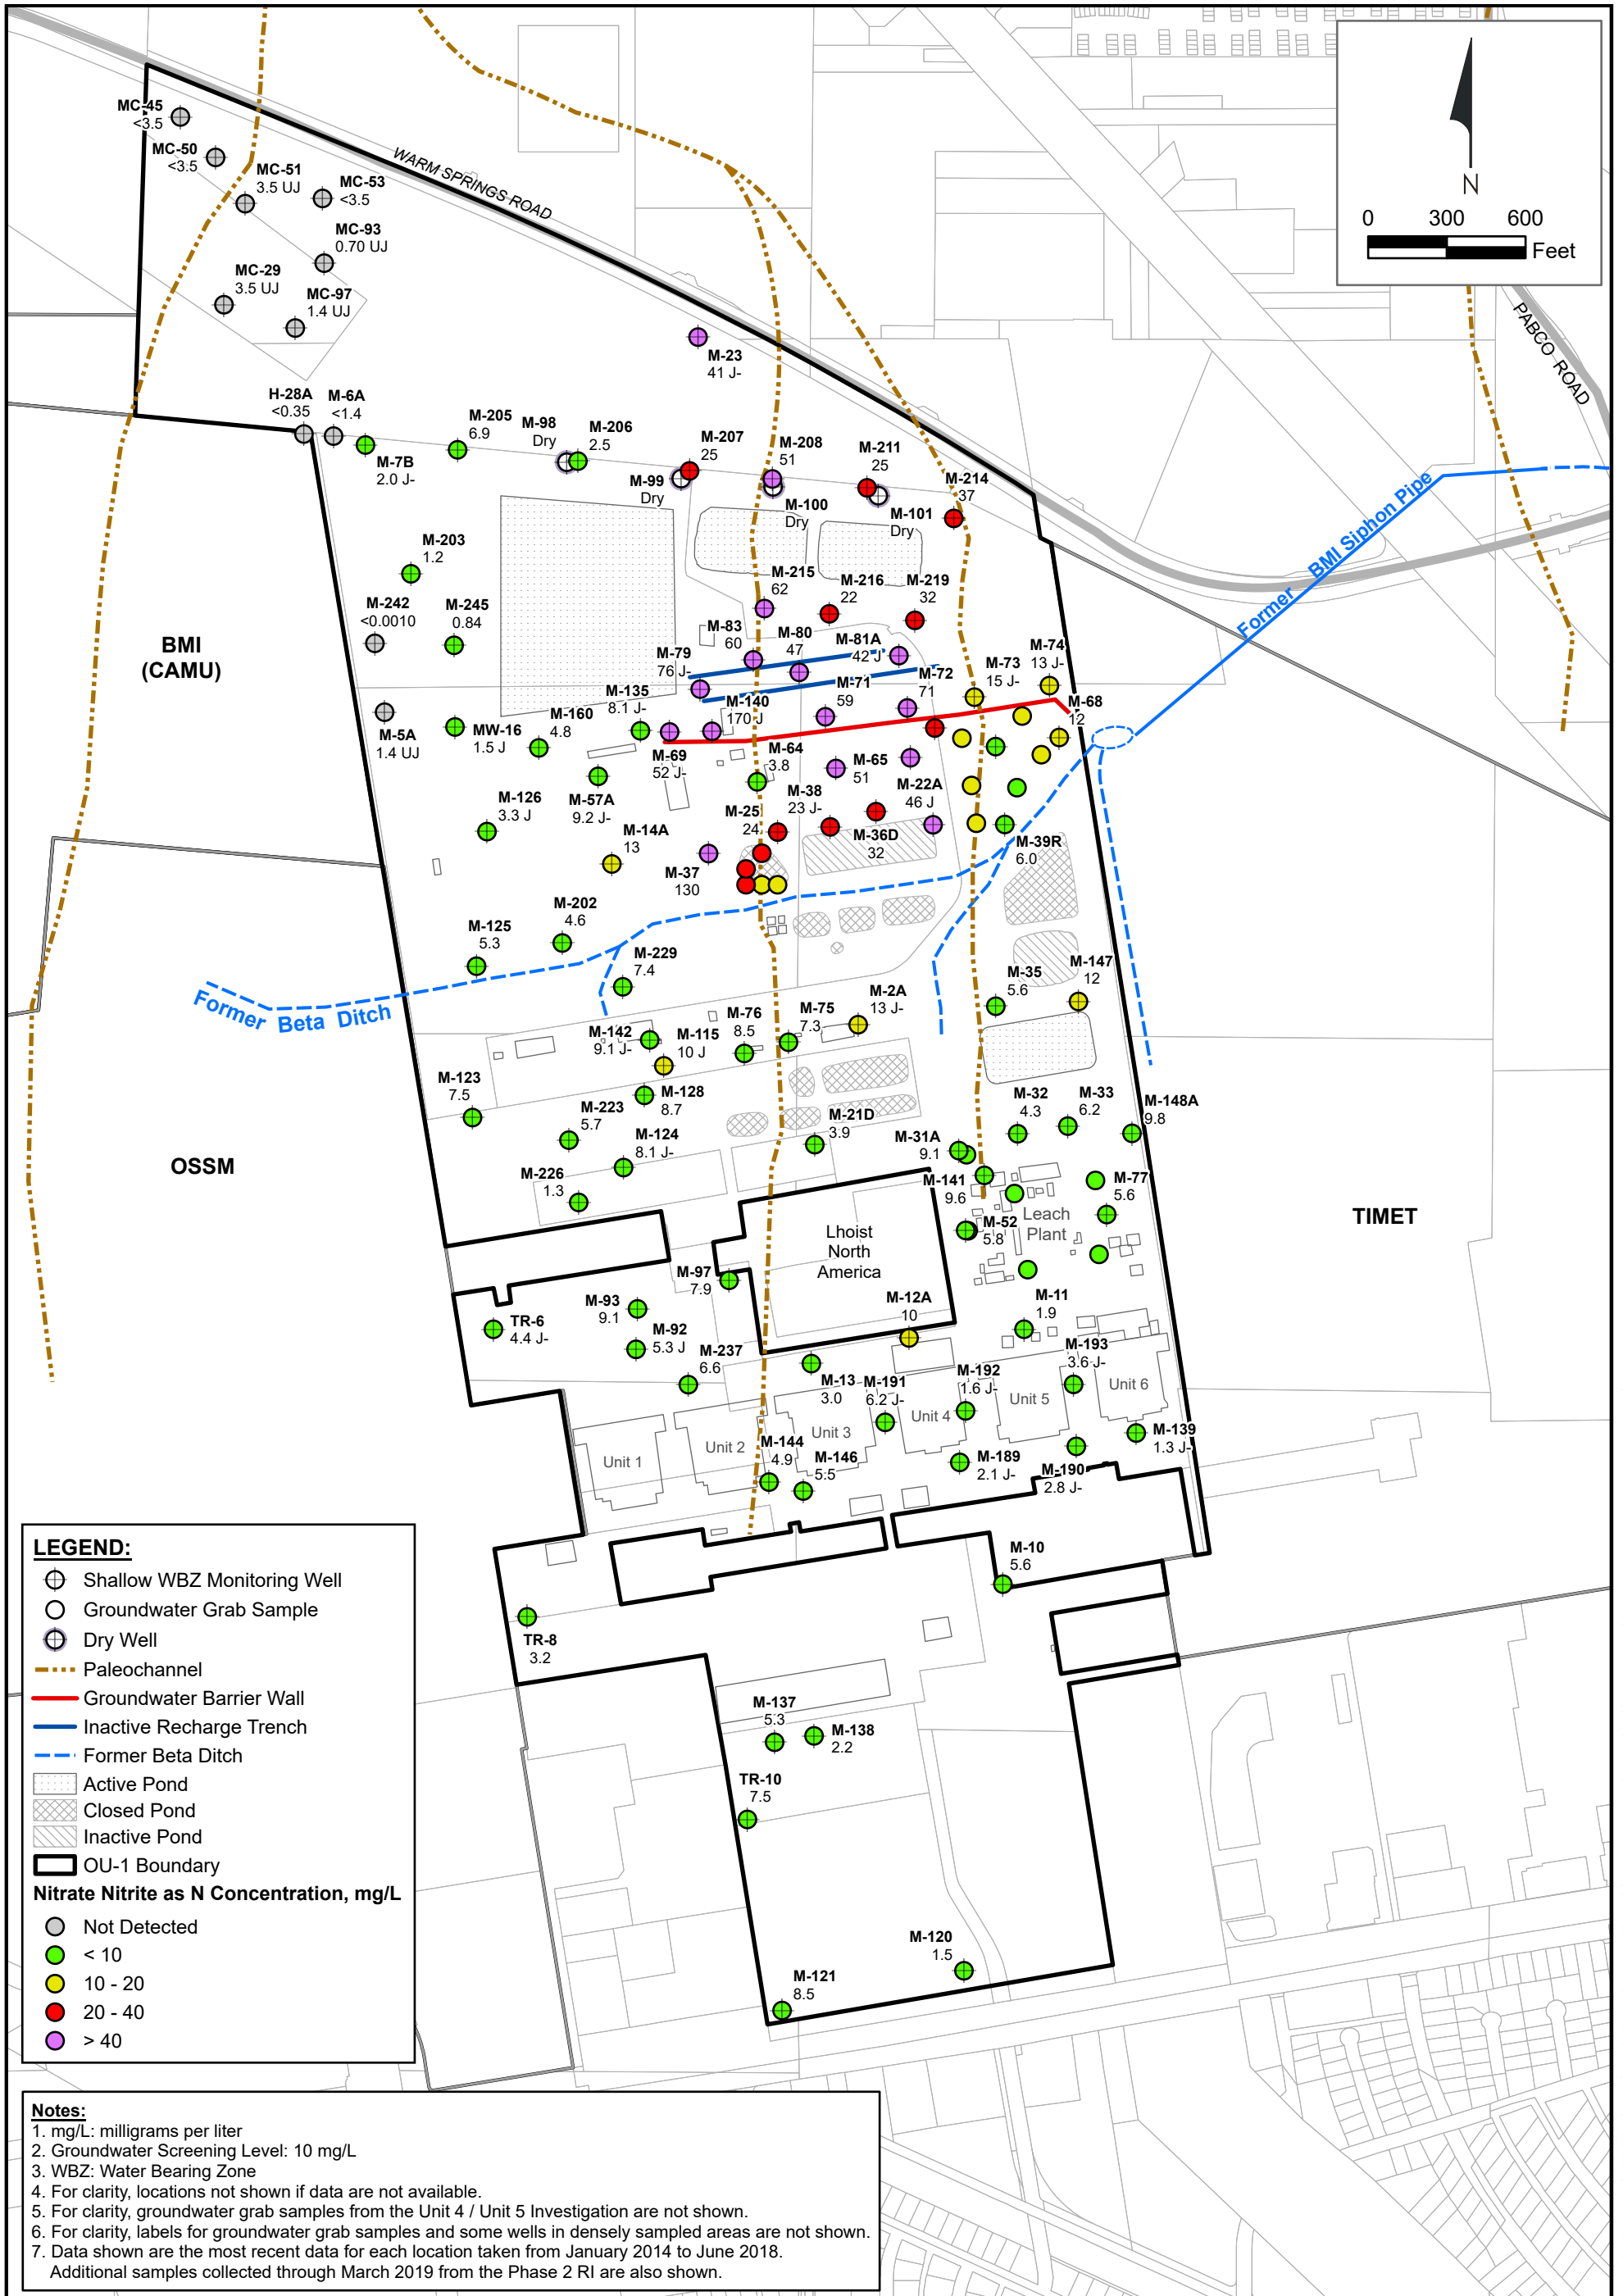 MC-45
<3.5
MC-50
<3.5
MC-51
3.5 UJ
MC-53
<3.5
MC-93
0.70 UJ
MC-29
3.5 UJ
MC-97
1.4 UJ
WARM SPRINGS ROAD
N
0 300 600
Feet
PABCO ROAD
M-23
41 J-
H-28A
<0.35
M-6A
<1.4
M-7B
2.0 J-
M-205
6.9
M-98
Dry
M-206
2.5
M-207
25
M-99
Dry
M-208
51
M-100
Dry
M-211
25
M-101
Dry
M-214
37
Former BMI Siphon Pipe
M-203
1.2
M-242
<0.0010
M-245
0.84
M-215
62
M-216
22
M-219
32
BMI
(CAMU)
M-83
60
M-80
47
M-81A
42 J
M-79
76 J-
M-73
15 J-
M-74
13 J-
M-72
71
M-71
59
M-68
12
M-135
8.1 J-
M-140
170 J
M-160
4.8
M-5A
1.4 UJ
MW-16
1.5 J
M-69
52 J-
M-64
3.8
M-65
51
M-57A
9.2 J-
M-38
23 J-
M-22A
46 J
M-126
3.3 J
M-25
24
M-14A
13
M-36D
32
M-39R
6.0
M-37
130
M-202
4.6
M-125
5.3
M-229
7.4
Former Beta Ditch
M-35
5.6
M-147
12
M-2A
13 J-
M-75
7.3
M-76
8.5
M-142
9.1 J-
M-115
10 J
M-123
7.5
M-128
8.7
M-223
5.7
M-124
8.1 J-
M-226
1.3
M-21D
3.9
M-32
4.3
M-33
6.2
M-148A
9.8
M-31A
9.1
M-141
9.6
M-77
5.6
M-52
5.8
Leach
Plant
OSSM
TIMET
Lhoist
North
America
M-97
7.9
M-93
9.1
M-92
5.3 J
TR-6
4.4 J-
M-237
6.6
M-12A
10
M-11
1.9
M-13
3.0
M-191
6.2 J-
M-192
1.6 J-
M-193
3.6 J-
Unit 1
Unit 2
Unit 3
Unit 4
Unit 5
Unit 6
M-144
4.9
M-146
5.5
M-189
2.1 J-
M-190
2.8 J-
M-139
1.3 J-
M-10
5.6
TR-8
3.2
M-137
5.3
M-138
2.2
TR-10
7.5
M-120
1.5
M-121
8.5
LEGEND:
Shallow WBZ Monitoring Well
Groundwater Grab Sample
Dry Well
Paleochannel
Groundwater Barrier Wall
Inactive Recharge Trench
Former Beta Ditch
Active Pond
Closed Pond
Inactive Pond
OU-1 Boundary
Nitrate Nitrite as N Concentration, mg/L
Not Detected
< 10
10 - 20
20 - 40
> 40
Notes:
1. mg/L: milligrams per liter
2. Groundwater Screening Level: 10 mg/L
3. WBZ: Water Bearing Zone
4. For clarity, locations not shown if data are not available.
5. For clarity, groundwater grab samples from the Unit 4 / Unit 5 Investigation are not shown.
6. For clarity, labels for groundwater grab samples and some wells in densely sampled areas are not shown.
7. Data shown are the most recent data for each location taken from January 2014 to June 2018.
Additional samples collected through March 2019 from the Phase 2 RI are also shown.